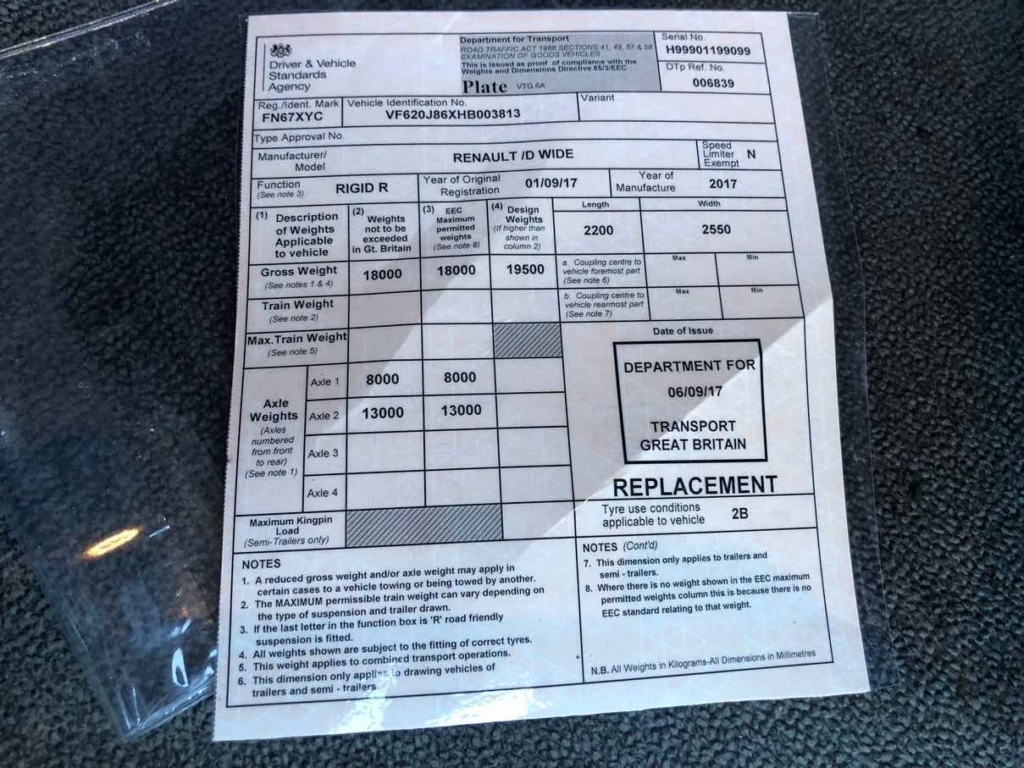 Driver & Vehicle
Standards
Agency
Department for Transport
ROAD TRAFFIC ACT 1988 SECTIONS 41, 49, 57 & 58
EXAMINATION OF GOODS VEHICLES
This is issued as proof of compliance with the
Weights and Dimensions Directive 85/3/EEC
Plate VTG 6A
Serial No.
H99901199099
DTp Ref. No.
006839
Reg./Ident. Mark
FN67XYC
Vehicle Identification No.
VF620J86XHB003813
Variant
Type Approval No.
Manufacturer/
Model
RENAULT /D WIDE
Speed
Limiter
Exempt
N
Function
(See note 3)
RIGID R
Year of Original
Registration
01/09/17
Year of
Manufacture
2017
(1) Description
of Weights
Applicable
to vehicle
(2) Weights
not to be
exceeded
in Gt. Britain
(3) EEC
Maximum
permitted
weights
(See note 8)
(4) Design
Weights
(If higher than
shown in
column 2)
Length
2200
Width
2550
Gross Weight
(See notes 1 & 4)
18000
18000
19500
a. Coupling centre to
vehicle foremost part
(See note 6)
Max
Min
Train Weight
(See note 2)
b. Coupling centre to
vehicle rearmost part
(See note 7)
Max
Min
Max.Train Weight
(See note 5)
Axle
Weights
(Axles
numbered
from front
to rear)
(See note 1)
Axle 1
8000
8000
Axle 2
13000
13000
Axle 3
Axle 4
Date of Issue
DEPARTMENT FOR
06/09/17
TRANSPORT
GREAT BRITAIN
REPLACEMENT
Maximum Kingpin
Load
(Semi-Trailers only)
Tyre use conditions
applicable to vehicle
2B
NOTES
1. A reduced gross weight and/or axle weight may apply in
certain cases to a vehicle towing or being towed by another.
2. The MAXIMUM permissible train weight can vary depending on
the type of suspension and trailer drawn.
3. If the last letter in the function box is 'R' road friendly
suspension is fitted.
4. All weights shown are subject to the fitting of correct tyres.
5. This weight applies to combined transport operations.
6. This dimension only applies to drawing vehicles of
trailers and semi - trailers
NOTES (Cont'd)
7. This dimension only applies to trailers and
semi - trailers.
8. Where there is no weight shown in the EEC maximum
permitted weights column this is because there is no
EEC standard relating to that weight.
N.B. All Weights in Kilograms-All Dimensions in Millimetres